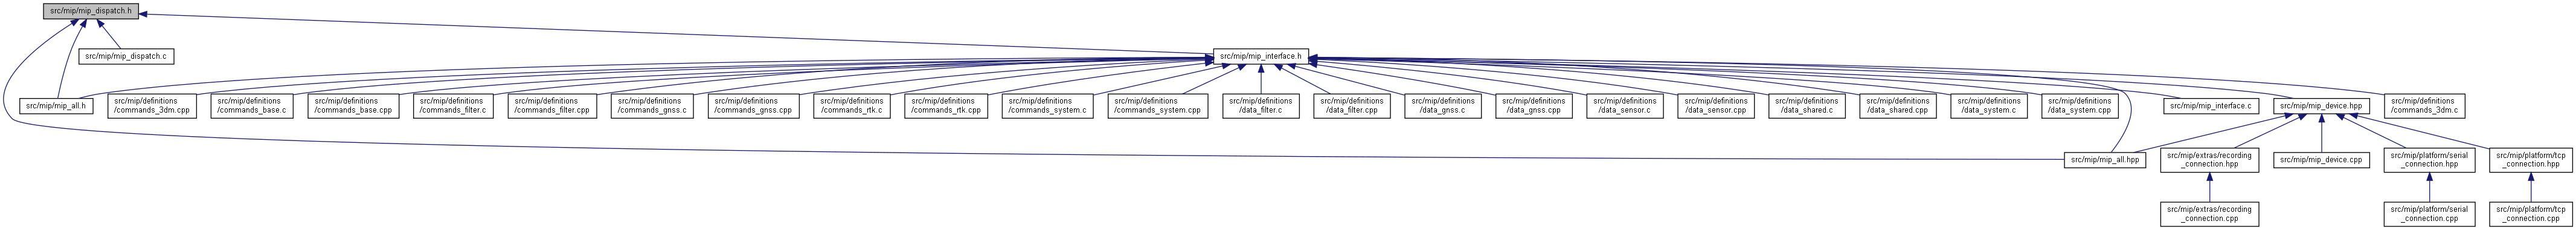 src/mip/mip_dispatch.h
src/mip/mip_dispatch.c
src/mip/mip_interface.h
src/mip/mip_all.h
src/mip/definitions
/commands_3dm.cpp
src/mip/definitions
/commands_base.c
src/mip/definitions
/commands_base.cpp
src/mip/definitions
/commands_filter.c
src/mip/definitions
/commands_filter.cpp
src/mip/definitions
/commands_gnss.c
src/mip/definitions
/commands_gnss.cpp
src/mip/definitions
/commands_rtk.c
src/mip/definitions
/commands_rtk.cpp
src/mip/definitions
/commands_system.c
src/mip/definitions
/commands_system.cpp
src/mip/definitions
/data_filter.c
src/mip/definitions
/data_filter.cpp
src/mip/definitions
/data_gnss.c
src/mip/definitions
/data_gnss.cpp
src/mip/definitions
/data_sensor.c
src/mip/definitions
/data_sensor.cpp
src/mip/definitions
/data_shared.c
src/mip/definitions
/data_shared.cpp
src/mip/definitions
/data_system.c
src/mip/definitions
/data_system.cpp
src/mip/mip_interface.c
src/mip/mip_device.hpp
src/mip/definitions
/commands_3dm.c
src/mip/mip_all.hpp
src/mip/extras/recording
_connection.hpp
src/mip/mip_device.cpp
src/mip/platform/serial
_connection.hpp
src/mip/platform/tcp
_connection.hpp
src/mip/extras/recording
_connection.cpp
src/mip/platform/serial
_connection.cpp
src/mip/platform/tcp
_connection.cpp